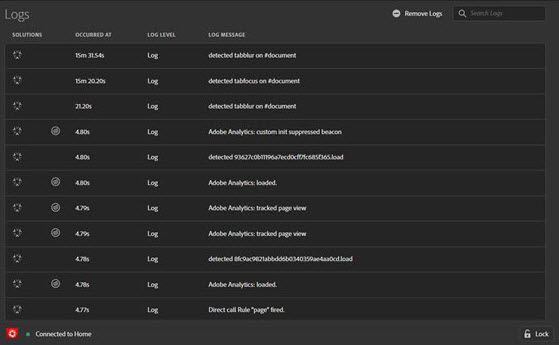 Logs
Remove Logs
Search Logs
SOLUTIONS OCCURRED AT LOG LEVEL LOG MESSAGE
15m 31.54s Log detected tabblur on #document
15m 20.20s Log detected tabfocus on #document
21.20s Log detected tabblur on #document
4.80s Log Adobe Analytics: custom init suppressed beacon
4.80s Log detected 93627c0b11196a7ecd0cff7fc685f365.load
4.80s Log Adobe Analytics: loaded.
4.79s Log Adobe Analytics: tracked page view
4.79s Log Adobe Analytics: tracked page view
4.78s Log detected 8fc9ac9821abbdd6b0340359ae4aa0cd.load
4.78s Log Adobe Analytics: loaded.
4.77s Log Direct call Rule "page" fired.
Connected to Home
Lock